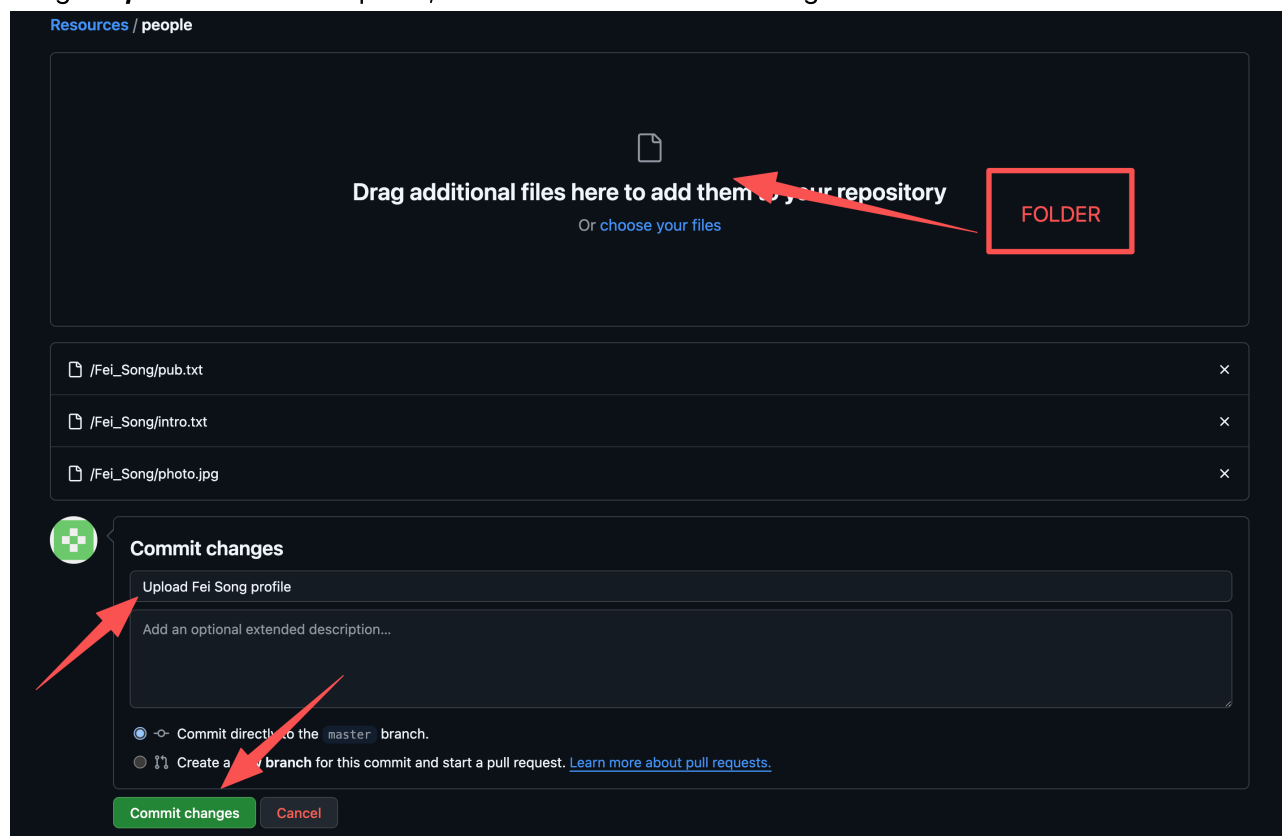 Resources / people
Drag additional files here to add them to your repository
FOLDER
Or choose your files
/Fei_Song/pub.txt
/Fei_Song/intro.txt
/Fei_Song/photo.jpg
Commit changes
Upload Fei Song profile
Add an optional extended description...
Commit directly to the master branch.
Create a branch for this commit and start a pull request. Learn more about pull requests.
Commit changes Cancel